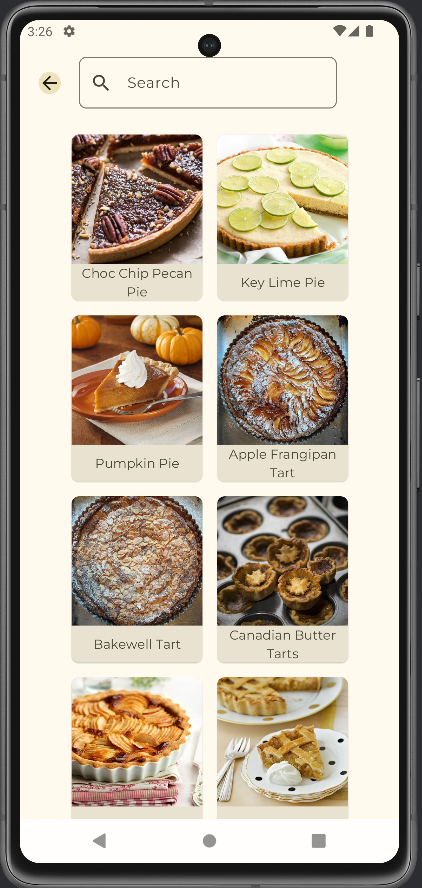 3:26
Search
Choc Chip Pecan
Pie
Key Lime Pie
Pumpkin Pie
Apple Frangipan
Tart
Bakewell Tart
Canadian Butter
Tarts